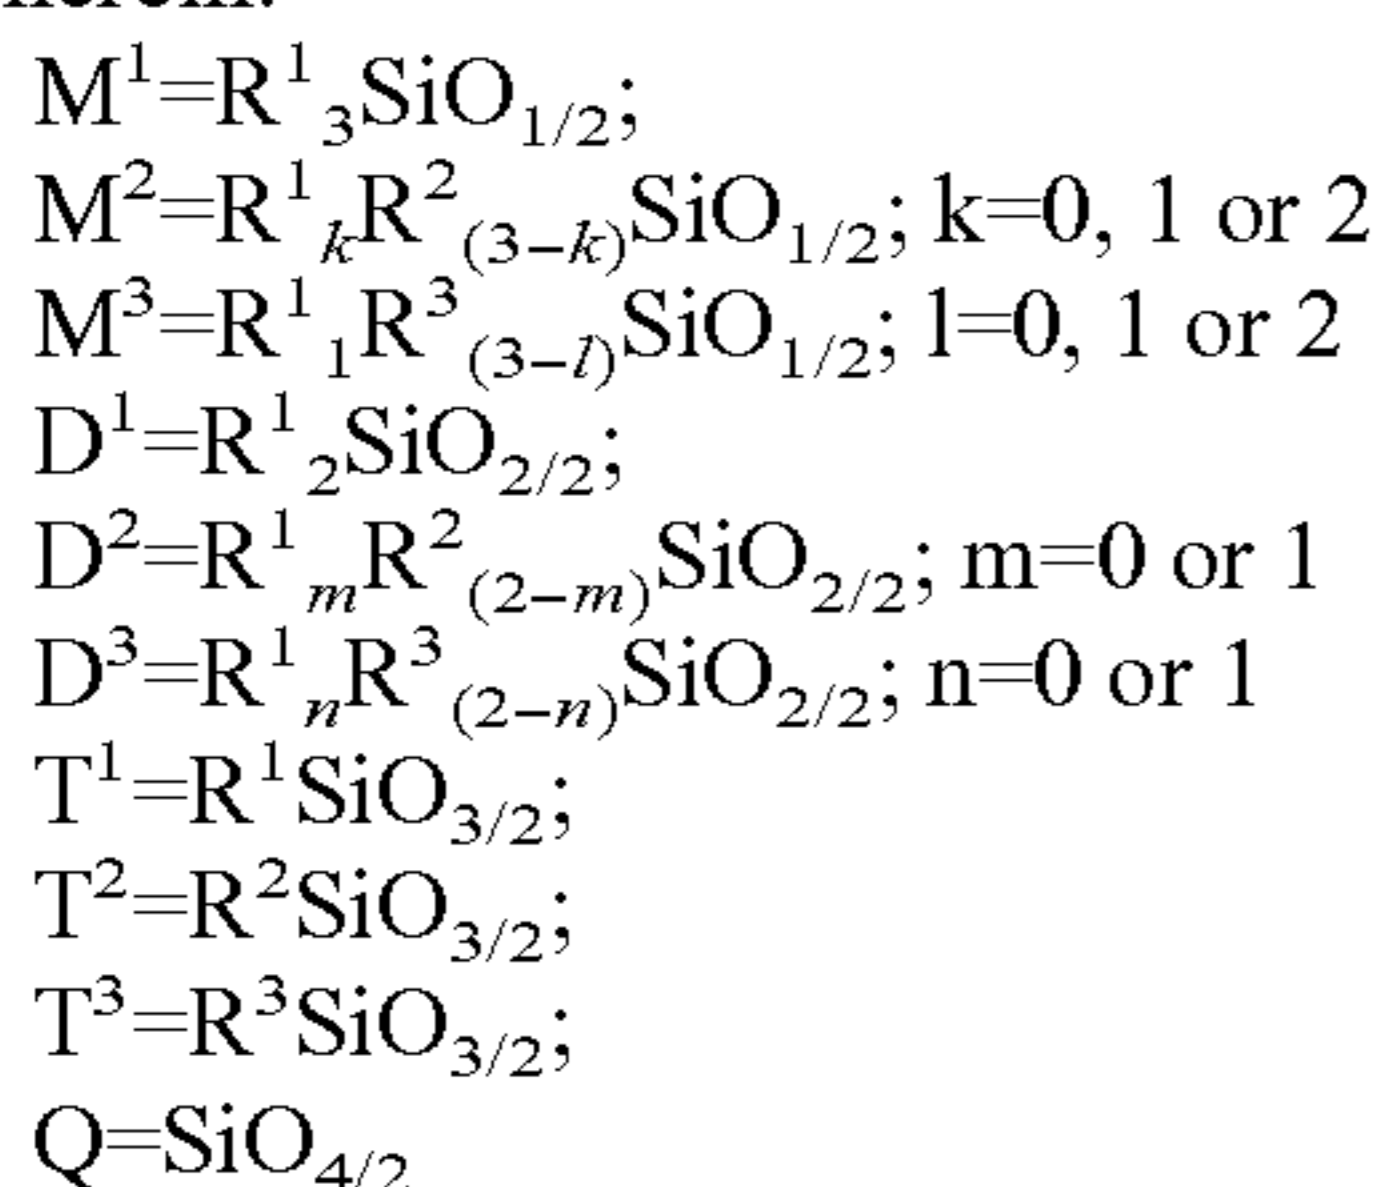 M¹=R¹₃SiO₁/₂;
M²=R¹ₖR²₍₃₋ₖ₎SiO₁/₂; k=0, 1 or 2
M³=R¹₁R³₍₃₋ₗ₎SiO₁/₂; l=0, 1 or 2
D¹=R¹₂SiO₂/₂;
D²=R¹ₘR²₍₂₋ₘ₎SiO₂/₂; m=0 or 1
D³=R¹ₙR³₍₂₋ₙ₎SiO₂/₂; n=0 or 1
T¹=R¹SiO₃/₂;
T²=R²SiO₃/₂;
T³=R³SiO₃/₂;
Q=SiO₄/₂